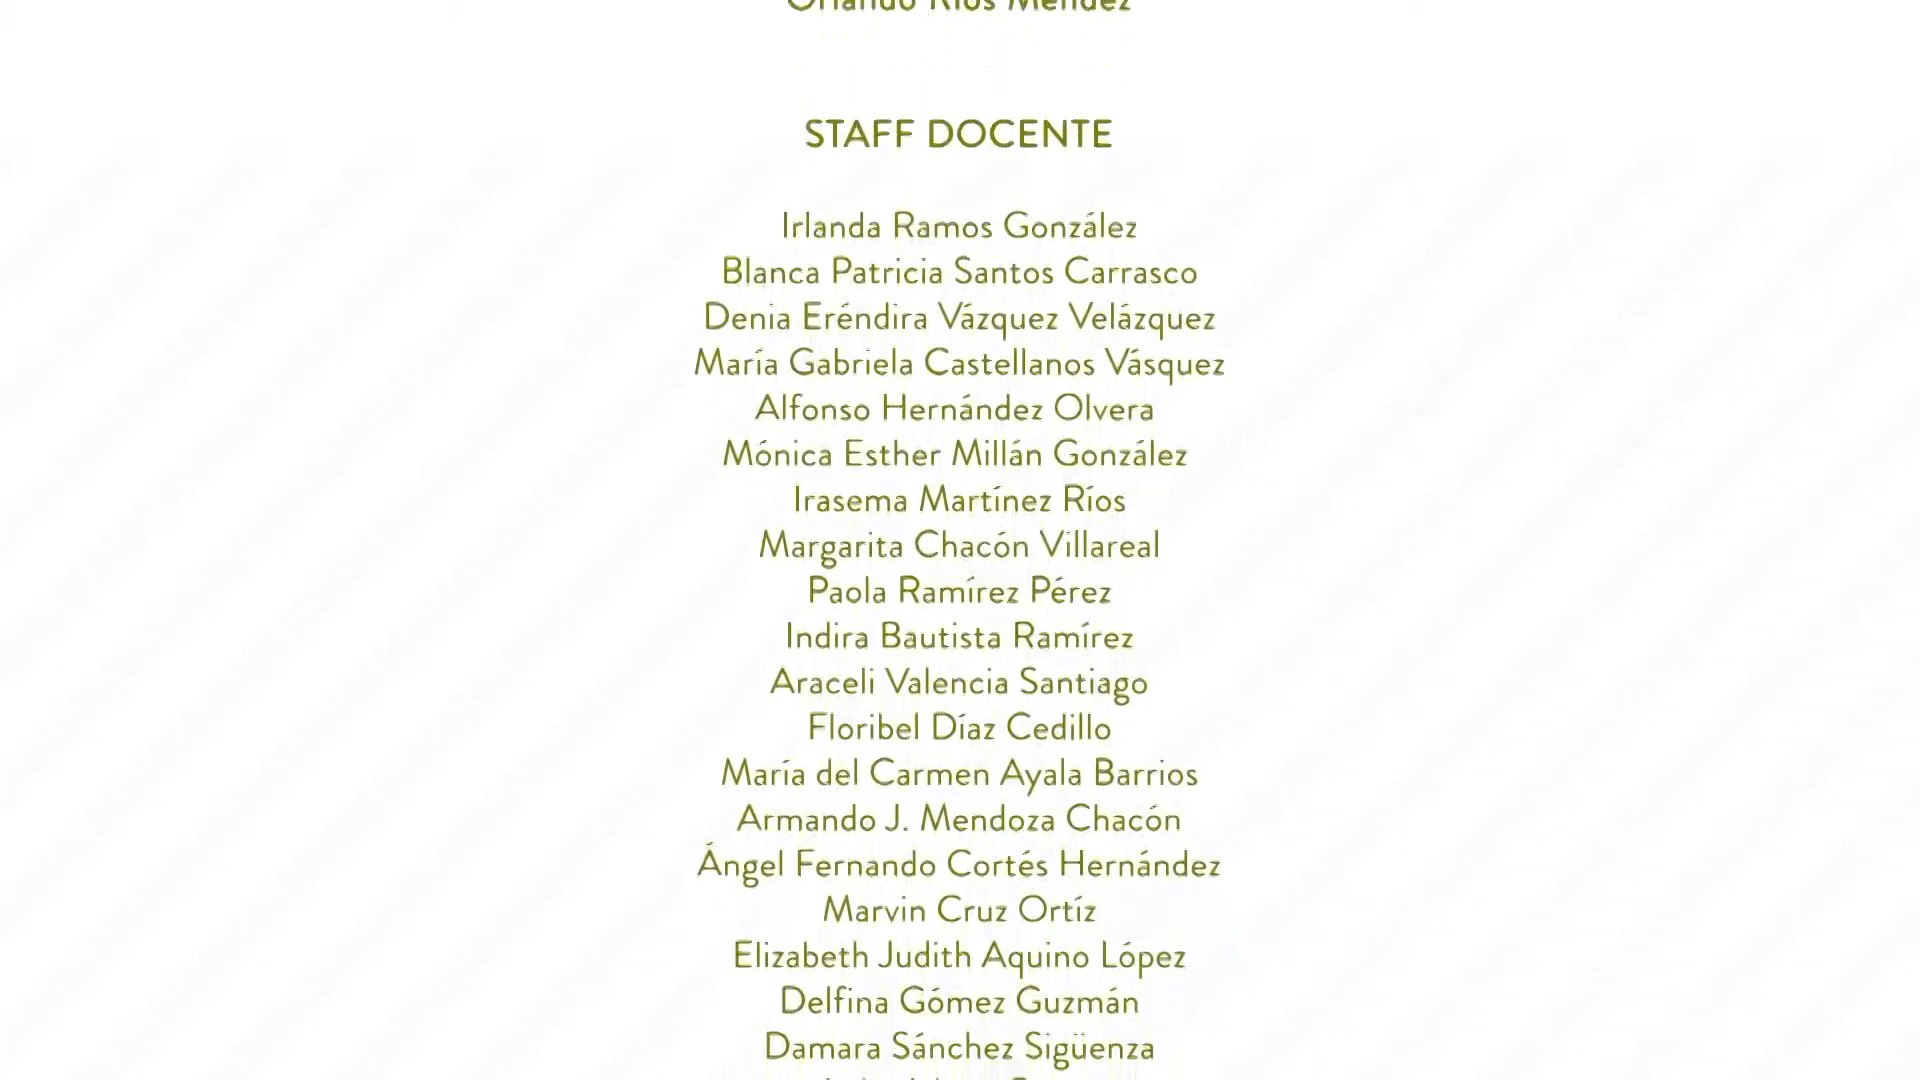 Orlando Ríos Méndez
STAFF DOCENTE
Irlanda Ramos González
Blanca Patricia Santos Carrasco
Denia Eréndira Vázquez Velázquez
María Gabriela Castellanos Vásquez
Alfonso Hernández Olvera
Mónica Esther Millán González
Irasema Martínez Ríos
Margarita Chacón Villareal
Paola Ramírez Pérez
Indira Bautista Ramírez
Araceli Valencia Santiago
Floribel Díaz Cedillo
María del Carmen Ayala Barrios
Armando J. Mendoza Chacón
Ángel Fernando Cortés Hernández
Marvin Cruz Ortíz
Elizabeth Judith Aquino López
Delfina Gómez Guzmán
Damara Sánchez Sigüenza